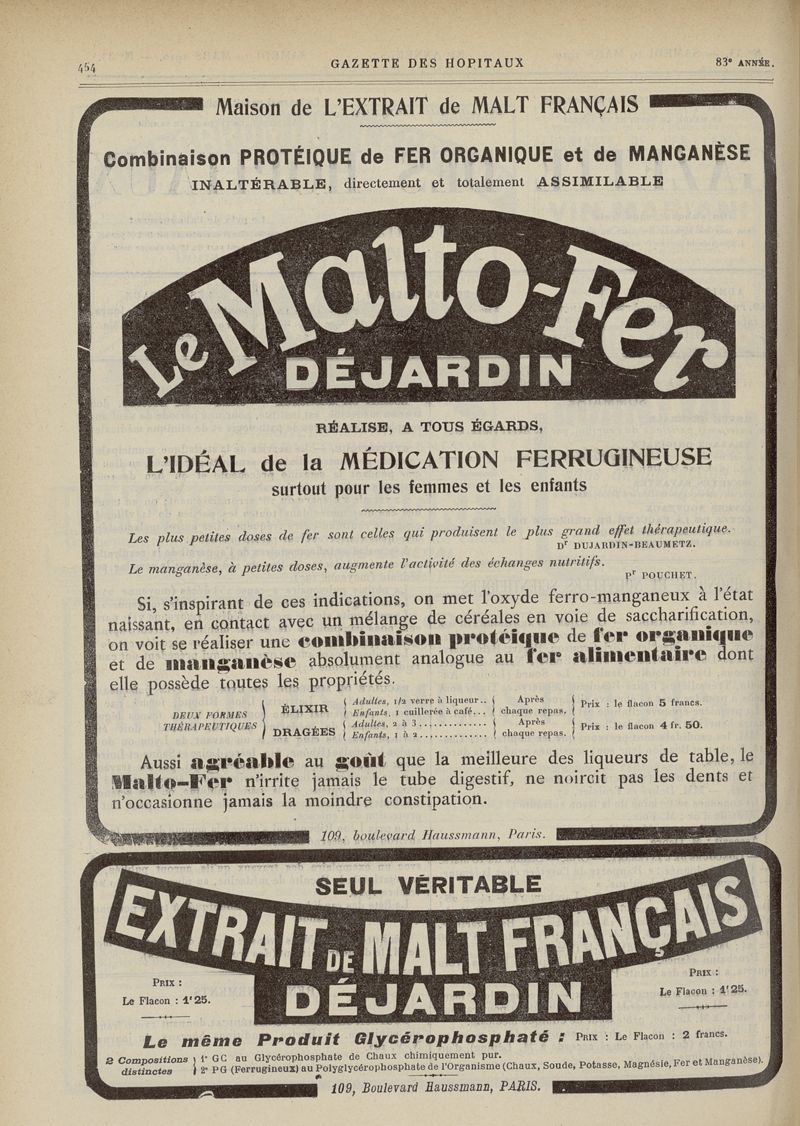 454
GAZETTE DES HOPITAUX
83e ANNÉE.
Maison de L'EXTRAIT de MALT FRANÇAIS
Combinaison PROTÉIQUE de FER ORGANIQUE et de MANGANÈSE
INALTÉRABLE, directement et totalement ASSIMILABLE
Le Malto-Fer
DÉJARDIN
RÉALISE, A TOUS ÉGARDS,
L'IDÉAL de la MÉDICATION FERRUGINEUSE
surtout pour les femmes et les enfants
Les plus petites doses de fer sont celles qui produisent le plus grand effet thérapeutique.
Dr DUJARDIN-BEAUMETZ.
Le manganèse, à petites doses, augmente l'activité des échanges nutritifs.
Pr POUCHET.
Si, s'inspirant de ces indications, on met l'oxyde ferro-manganeux à l'état
naissant, en contact avec un mélange de céréales en voie de saccharification,
on voit se réaliser une combinaison protéique de fer organique
et de manganèse absolument analogue au fer alimentaire dont
elle possède toutes les propriétés.
DEUX FORMES
THÉRAPEUTIQUES
ÉLIXIR
Adultes, 1/2 verre à liqueur..
Enfants, 1 cuillerée à café...
Après
chaque repas.
Prix : le flacon 5 francs.
DRAGÉES
Adultes, 2 à 3..............
Enfants, 1 à 2..............
Après
chaque repas.
Prix : le flacon 4 fr. 50.
Aussi agréable au goût que la meilleure des liqueurs de table, le
Malto-Fer n'irrite jamais le tube digestif, ne noircit pas les dents et
n'occasionne jamais la moindre constipation.
109, boulevard Haussmann, Paris.
SEUL VÉRITABLE
EXTRAIT DE MALT FRANÇAIS
DÉJARDIN
PRIX :
Le Flacon : 1f 25.
PRIX :
Le Flacon : 1f 25.
Le même Produit Glycérophosphaté : PRIX : Le Flacon : 2 francs.
2 Compositions
distinctes
1º GC au Glycérophosphate de Chaux chimiquement pur.
2º PG (Ferrugineux) au Polyglycérophosphate de l'Organisme (Chaux, Soude, Potasse, Magnésie, Fer et Manganèse).
109, Boulevard Haussmann, PARIS.